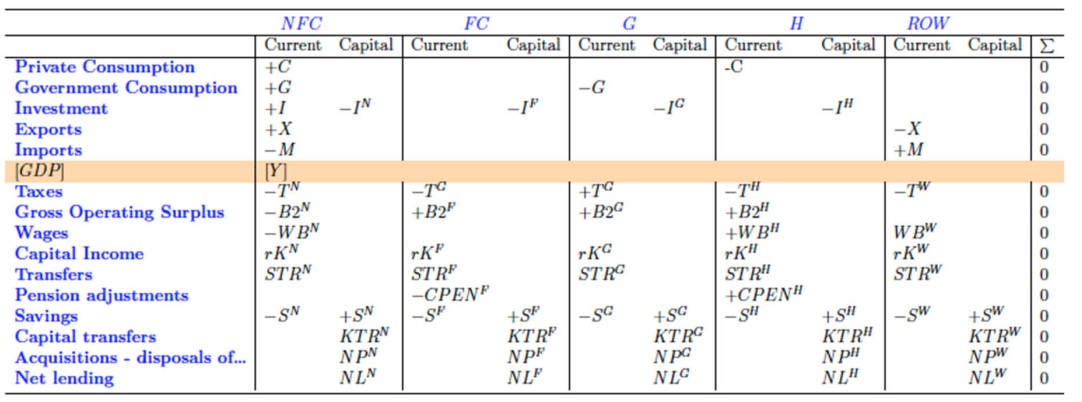 NFC FC G H ROW
Current Capital Current Capital Current Capital Current Capital Current Capital Σ
Private Consumption +C -C 0
Government Consumption +G −G 0
Investment +I −I^N −I^F −I^G −I^H 0
Exports +X −X 0
Imports −M +M 0
[GDP] [Y]
Taxes −T^N −T^G +T^G −T^H −T^W 0
Gross Operating Surplus −B2^N +B2^F +B2^G +B2^H 0
Wages −WB^N +WB^H WB^W 0
Capital Income rK^N rK^F rK^G rK^H rK^W 0
Transfers STR^N STR^F STR^G STR^H STR^W 0
Pension adjustments −CPEN^F +CPEN^H 0
Savings −S^N +S^N −S^F +S^F −S^G +S^G −S^H +S^H −S^W +S^W 0
Capital transfers KTR^N KTR^F KTR^G KTR^H KTR^W 0
Acquisitions - disposals of... NP^N NP^F NP^G NP^H NP^W 0
Net lending NL^N NL^F NL^G NL^H NL^W 0